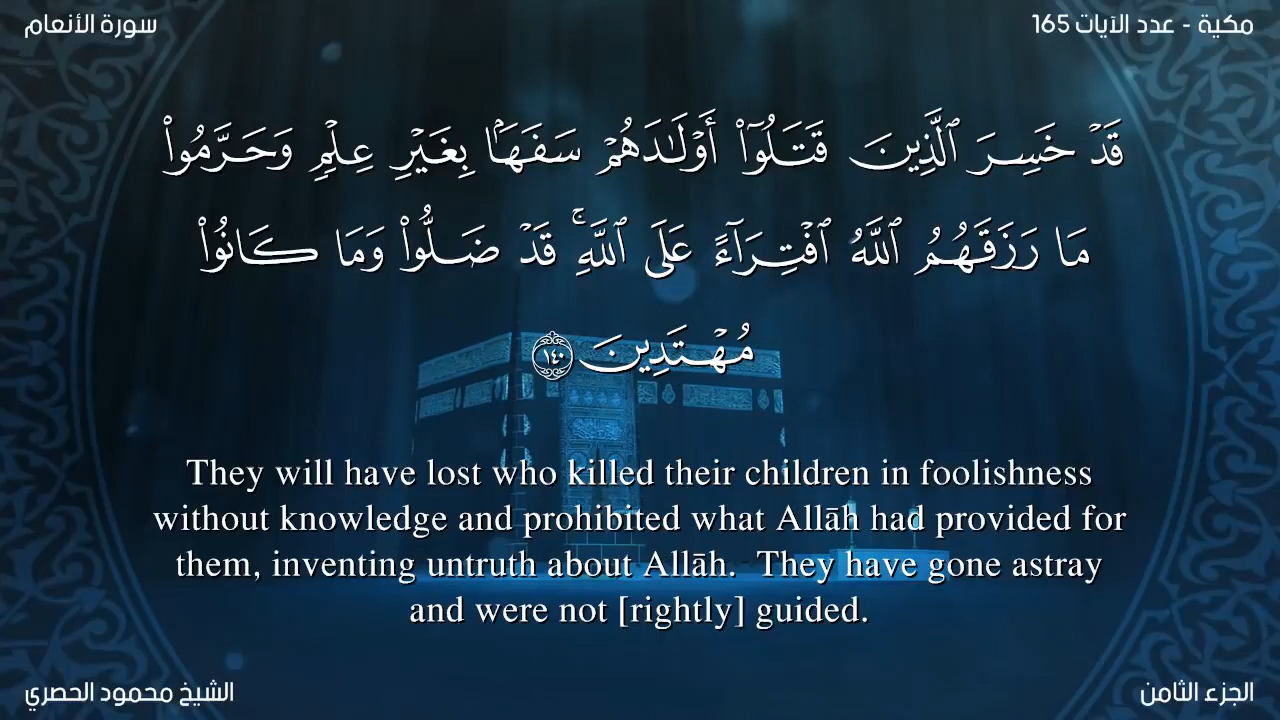 مكية - عدد الآيات 165
سورة الأنعام
قَدۡ خَسِرَ ٱلَّذِينَ قَتَلُوٓاْ أَوۡلَٰدَهُمۡ سَفَهَۢا بِغَيۡرِ عِلۡمٖ وَحَرَّمُواْ
مَا رَزَقَهُمُ ٱللَّهُ ٱفۡتِرَآءً عَلَى ٱللَّهِۚ قَدۡ ضَلُّواْ وَمَا كَانُواْ
مُهۡتَدِينَ ١٤٠
They will have lost who killed their children in foolishness
without knowledge and prohibited what Allāh had provided for
them, inventing untruth about Allāh.  They have gone astray
and were not [rightly] guided.
الجزء الثامن
الشيخ محمود الحصري